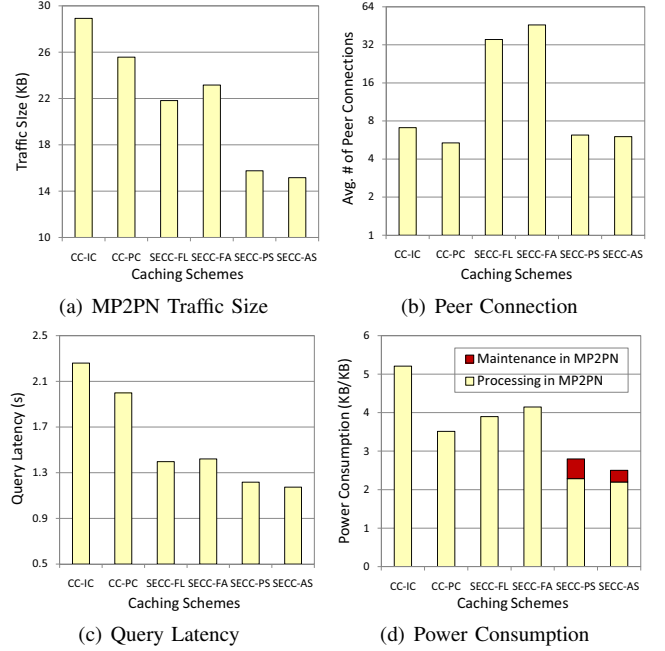 30
26
22
18
14
10
Traffic SIze (KB)
CC-IC CC-PC SECC-FL SECC-FA SECC-PS SECC-AS
Caching Schemes
(a) MP2PN Traffic Size
64
32
16
8
4
2
1
Avg. # of Peer Connections
CC-IC CC-PC SECC-FL SECC-FA SECC-PS SECC-AS
Caching Schemes
(b) Peer Connection
2.5
2.1
1.7
1.3
0.9
0.5
Query Latency (s)
CC-IC CC-PC SECC-FL SECC-FA SECC-PS SECC-AS
Caching Schemes
(c) Query Latency
6
5
4
3
2
1
0
Power Consumption (KB/KB)
Maintenance in MP2PN
Processing in MP2PN
CC-IC CC-PC SECC-FL SECC-FA SECC-PS SECC-AS
Caching Schemes
(d) Power Consumption